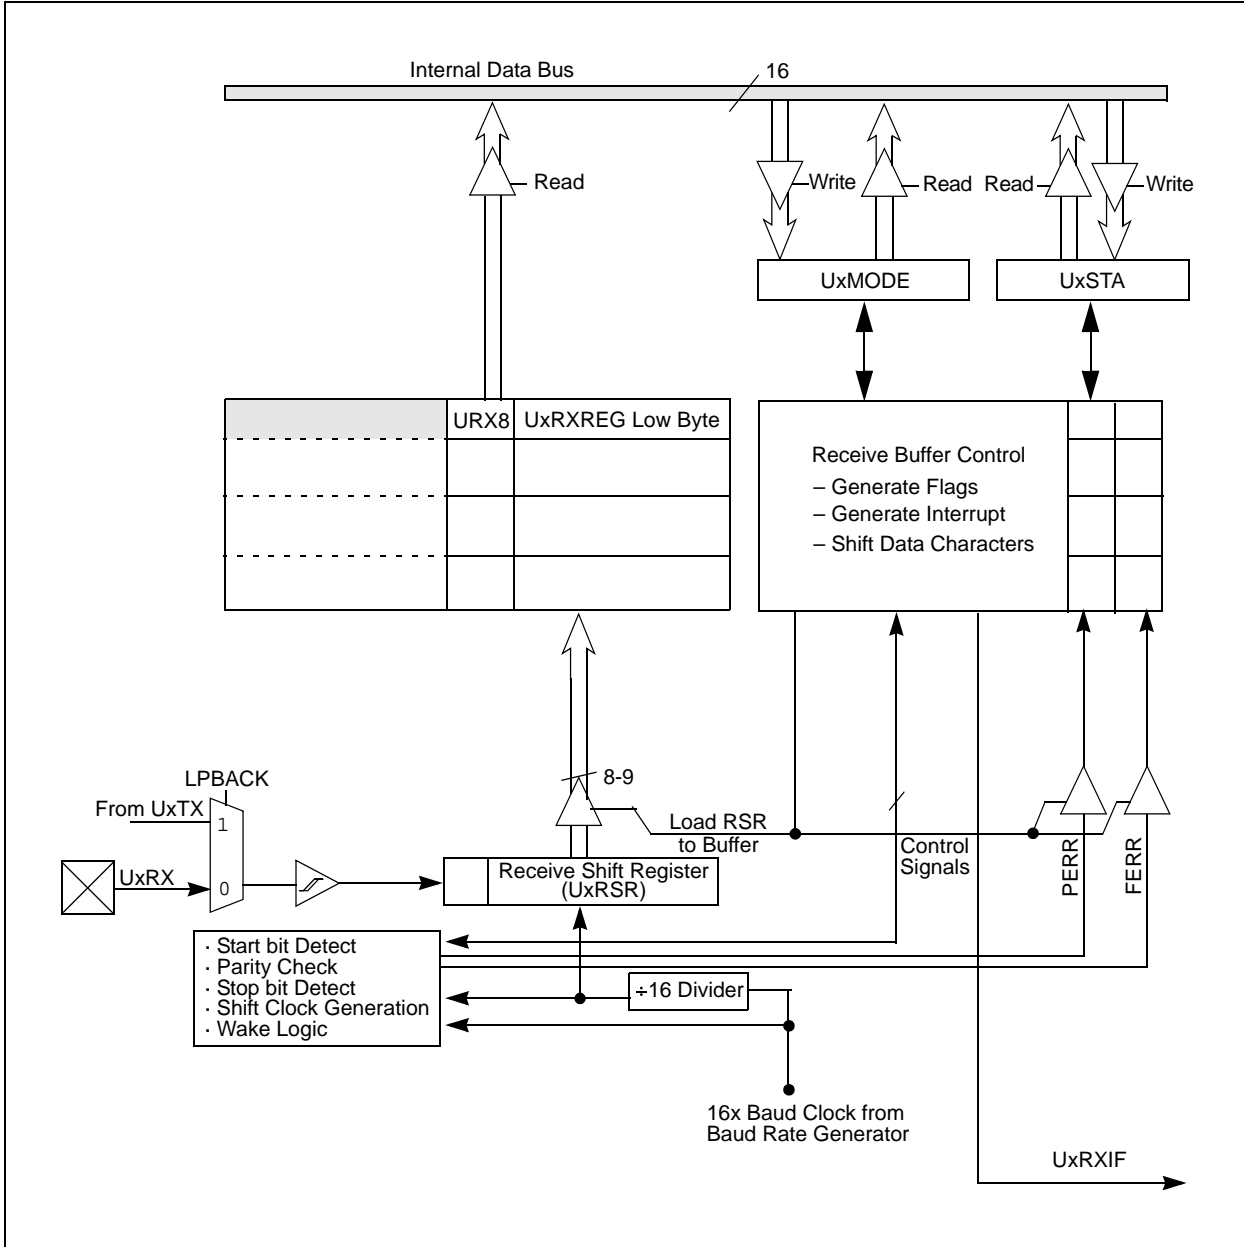 Internal Data Bus
16
Read
Write
Read
Read
Write
UxMODE
UxSTA
URX8
UxRXREG Low Byte
Receive Buffer Control
– Generate Flags
– Generate Interrupt
– Shift Data Characters
LPBACK
From UxTX
1
UxRX
0
8-9
Load RSR
to Buffer
Control
Signals
PERR
FERR
Receive Shift Register
(UxRSR)
· Start bit Detect
· Parity Check
· Stop bit Detect
· Shift Clock Generation
· Wake Logic
÷16 Divider
16x Baud Clock from
Baud Rate Generator
UxRXIF